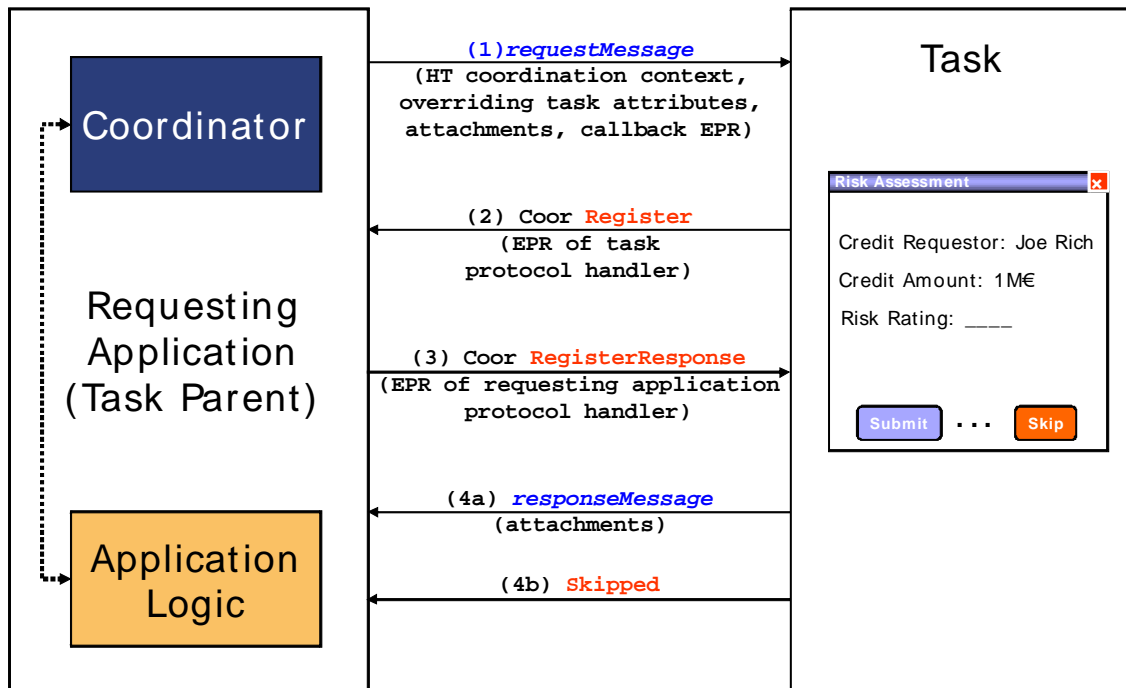 Coordinator
Requesting
Application
(Task Parent)
Application
Logic
(1)requestMessage
(HT coordination context,
overriding task attributes,
attachments, callback EPR)
(2) Coor Register
(EPR of task
protocol handler)
(3) Coor RegisterResponse
(EPR of requesting application
protocol handler)
(4a) responseMessage
(attachments)
(4b) Skipped
Task
Risk Assessment x
Credit Requestor: Joe Rich
Credit Amount: 1M€
Risk Rating: ____
Submit ... Skip